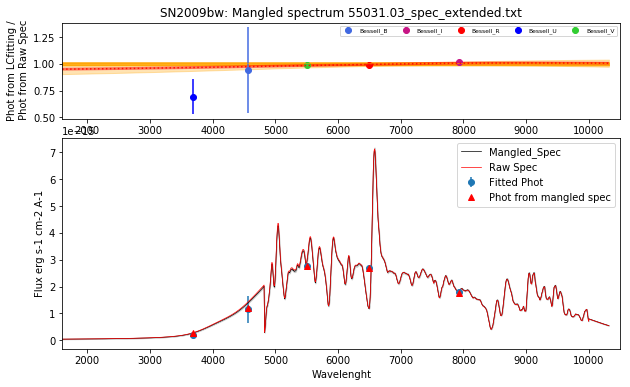 SN2009bw: Mangled spectrum 55031.03_spec_extended.txt
Phot from LCfitting /
Phot from Raw Spec
1.25
1.00
0.75
0.50
Bessell_B
Bessell_I
Bessell_R
Bessell_U
Bessell_V
2000 3000 4000 5000 6000 7000 8000 9000 10000
1e−15
Flux erg s-1 cm-2 A-1
7
6
5
4
3
2
1
0
Mangled_Spec
Raw Spec
Fitted Phot
Phot from mangled spec
2000 3000 4000 5000 6000 7000 8000 9000 10000
Wavelenght